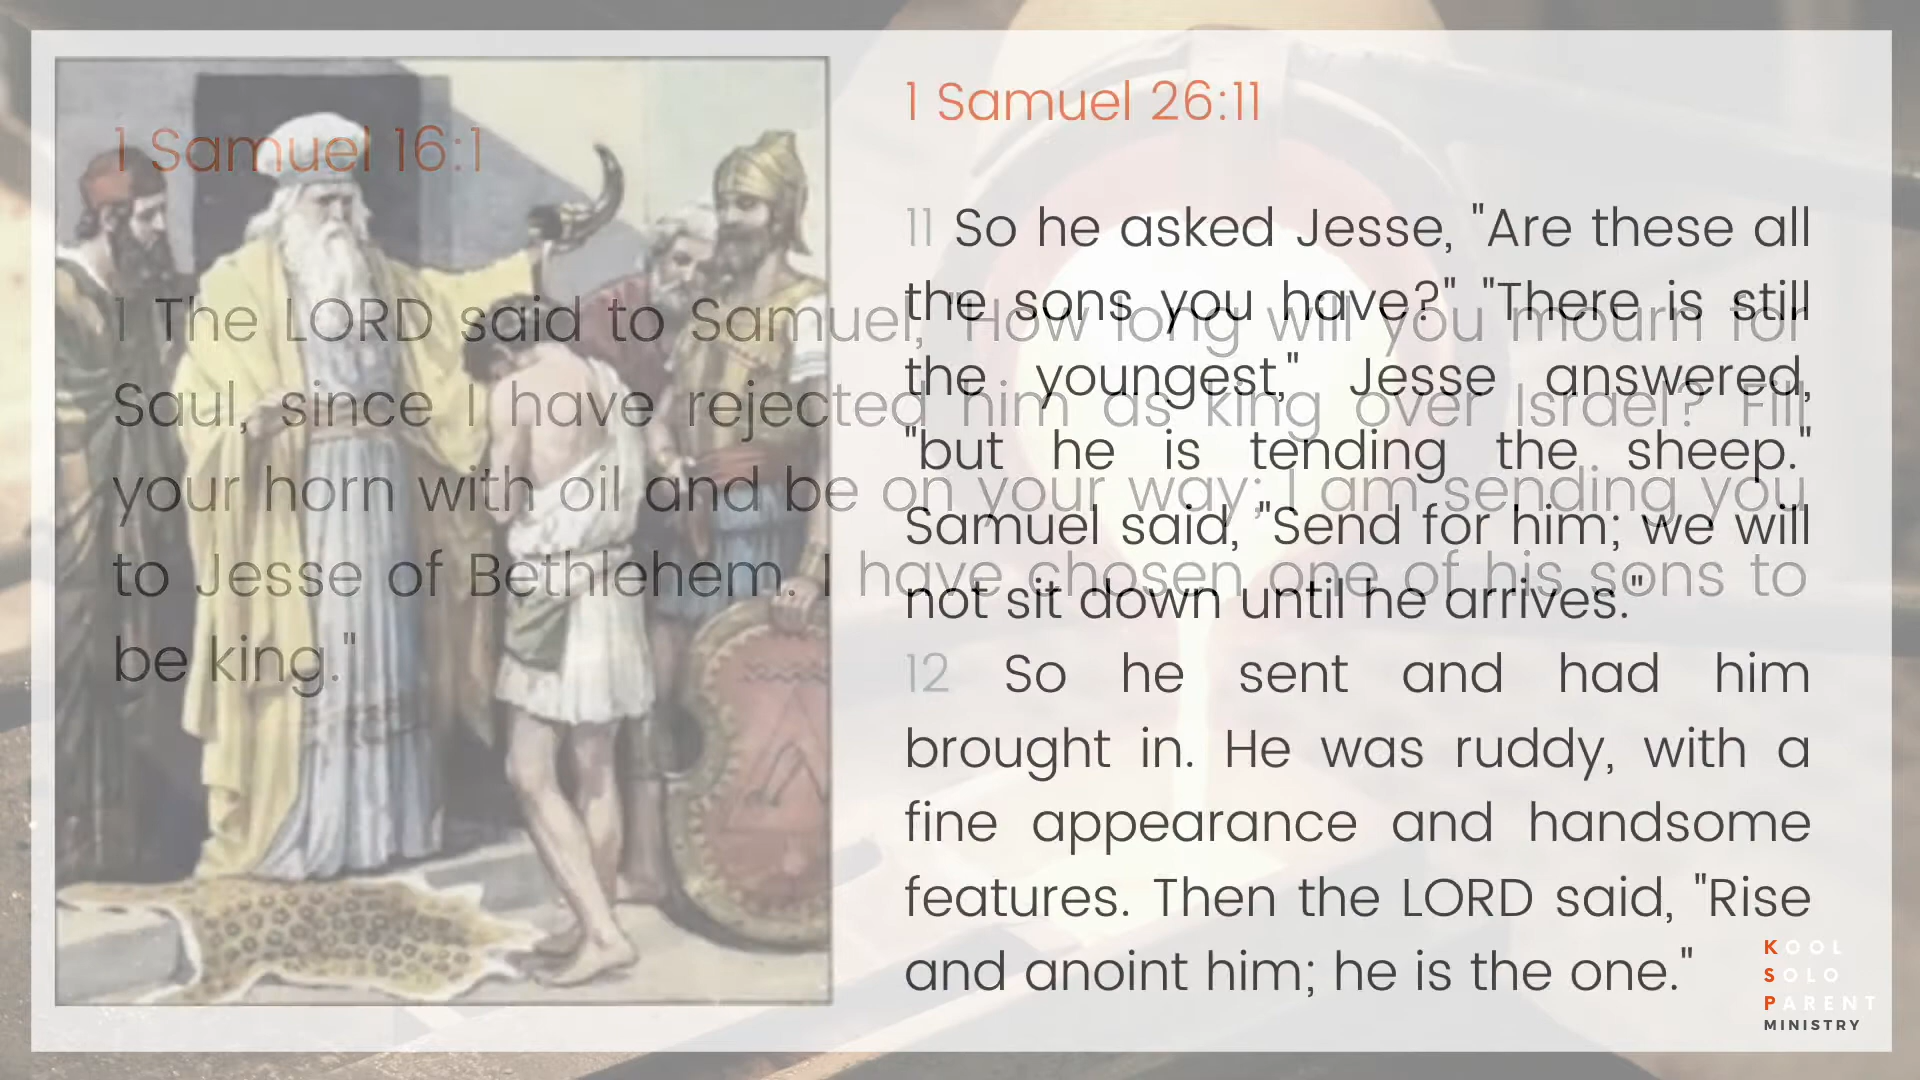 1 Samuel 16:1
1 The LORD said to Samuel, "How long will you mourn for
Saul, since I have rejected him as king over Israel? Fill
your horn with oil and be on your way; I am sending you
to Jesse of Bethlehem. I have chosen one of his sons to
be king."
1 Samuel 26:11
11 So he asked Jesse, "Are these all
the sons you have?" "There is still
the youngest," Jesse answered,
"but he is tending the sheep."
Samuel said, "Send for him; we will
not sit down until he arrives."
12 So he sent and had him
brought in. He was ruddy, with a
fine appearance and handsome
features. Then the LORD said, "Rise
and anoint him; he is the one."
KOOL
SOLO
PARENT
MINISTRY